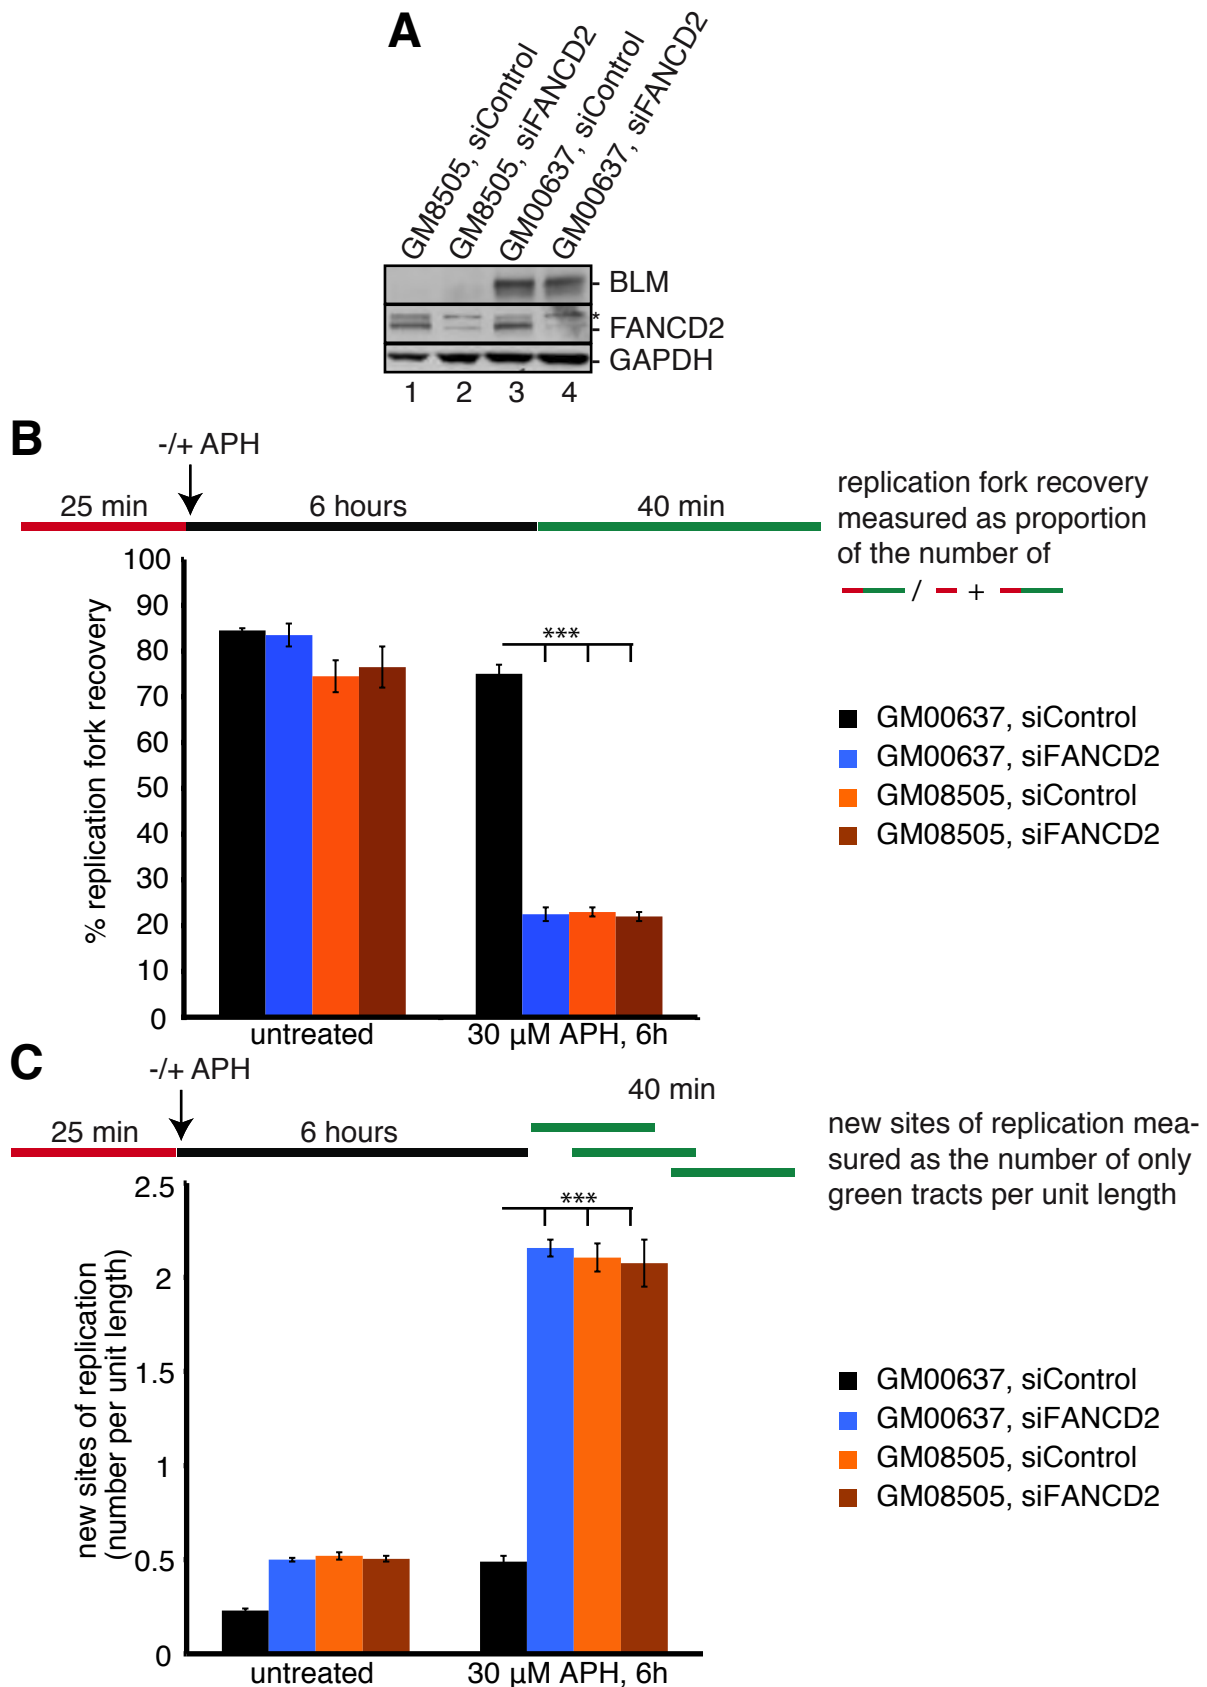 A
GM8505, siControl
GM8505, siFANCD2
GM00637, siControl
GM00637, siFANCD2
- BLM
*
- FANCD2
- GAPDH
1 2 3 4
B
-/+ APH
25 min 6 hours 40 min
replication fork recovery
measured as proportion
of the number of
/ +
% replication fork recovery
100
90
80
70
60
50
40
30
20
10
0
***
untreated 30 µM APH, 6h
GM00637, siControl
GM00637, siFANCD2
GM08505, siControl
GM08505, siFANCD2
C
-/+ APH
25 min 6 hours 40 min
new sites of replication mea-
sured as the number of only
green tracts per unit length
new sites of replication
(number per unit length)
2.5
2
1.5
1
0.5
0
***
untreated 30 µM APH, 6h
GM00637, siControl
GM00637, siFANCD2
GM08505, siControl
GM08505, siFANCD2